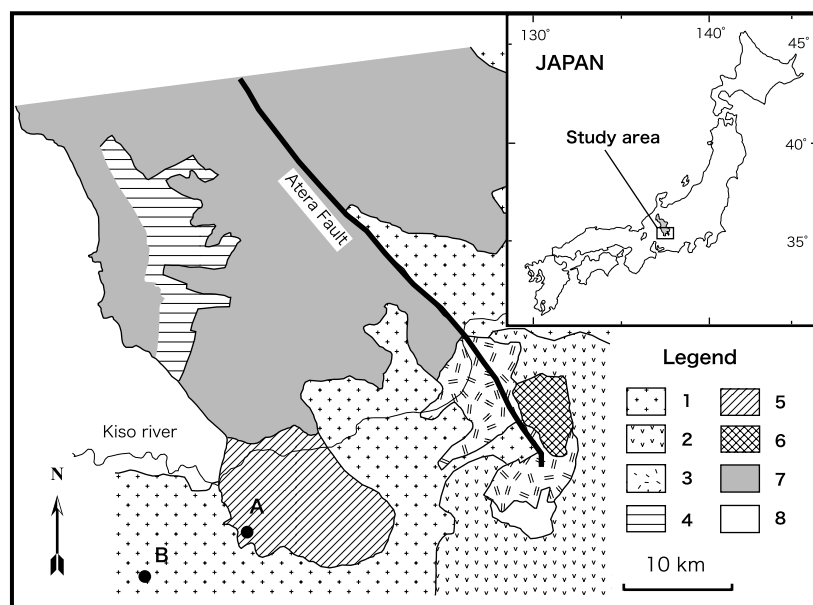 130°
140°
45°
JAPAN
Study area
40°
35°
Atera Fault
Legend
1
5
2
6
3
7
4
8
Kiso river
N
A
B
10 km